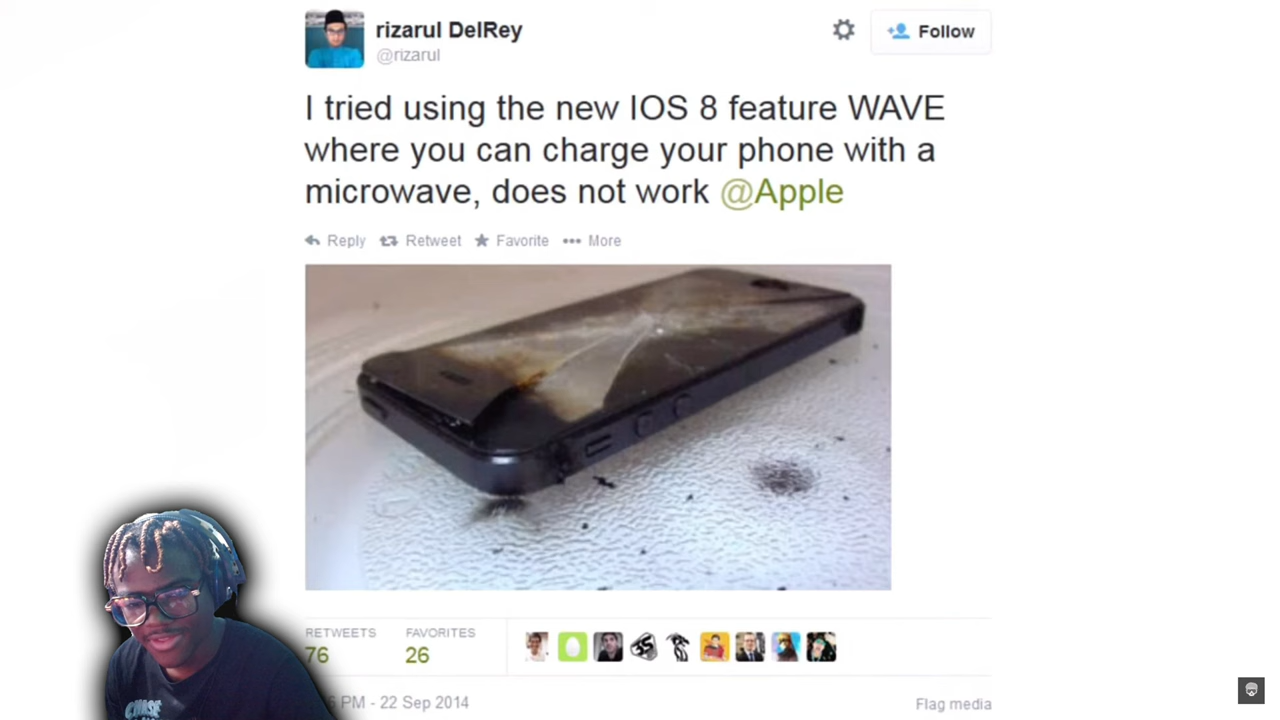 rizarul DelRey
@rizarul
Follow
I tried using the new IOS 8 feature WAVE
where you can charge your phone with a
microwave, does not work @Apple
Reply Retweet Favorite More
RETWEETS FAVORITES
76 26
PM - 22 Sep 2014
Flag media